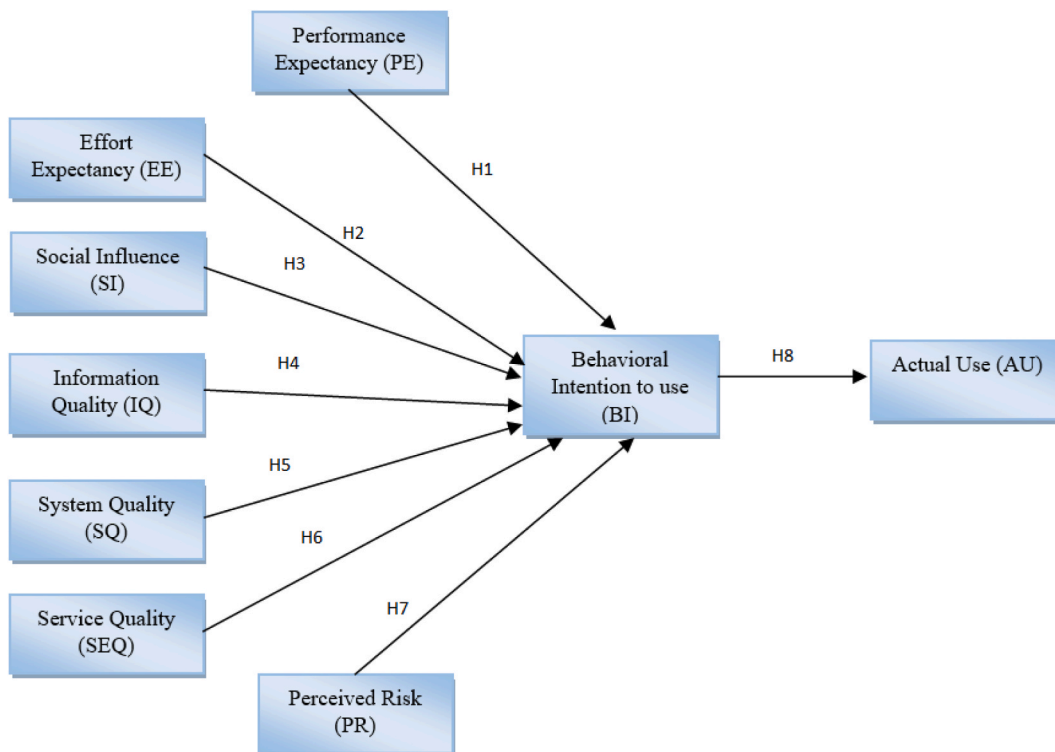 Performance
Expectancy (PE)
H1
Effort
Expectancy (EE)
H2
Social Influence
(SI)
H3
Information
Quality (IQ)
H4
Behavioral
Intention to use
(BI)
H8
Actual Use (AU)
System Quality
(SQ)
H5
Service Quality
(SEQ)
H6
H7
Perceived Risk
(PR)